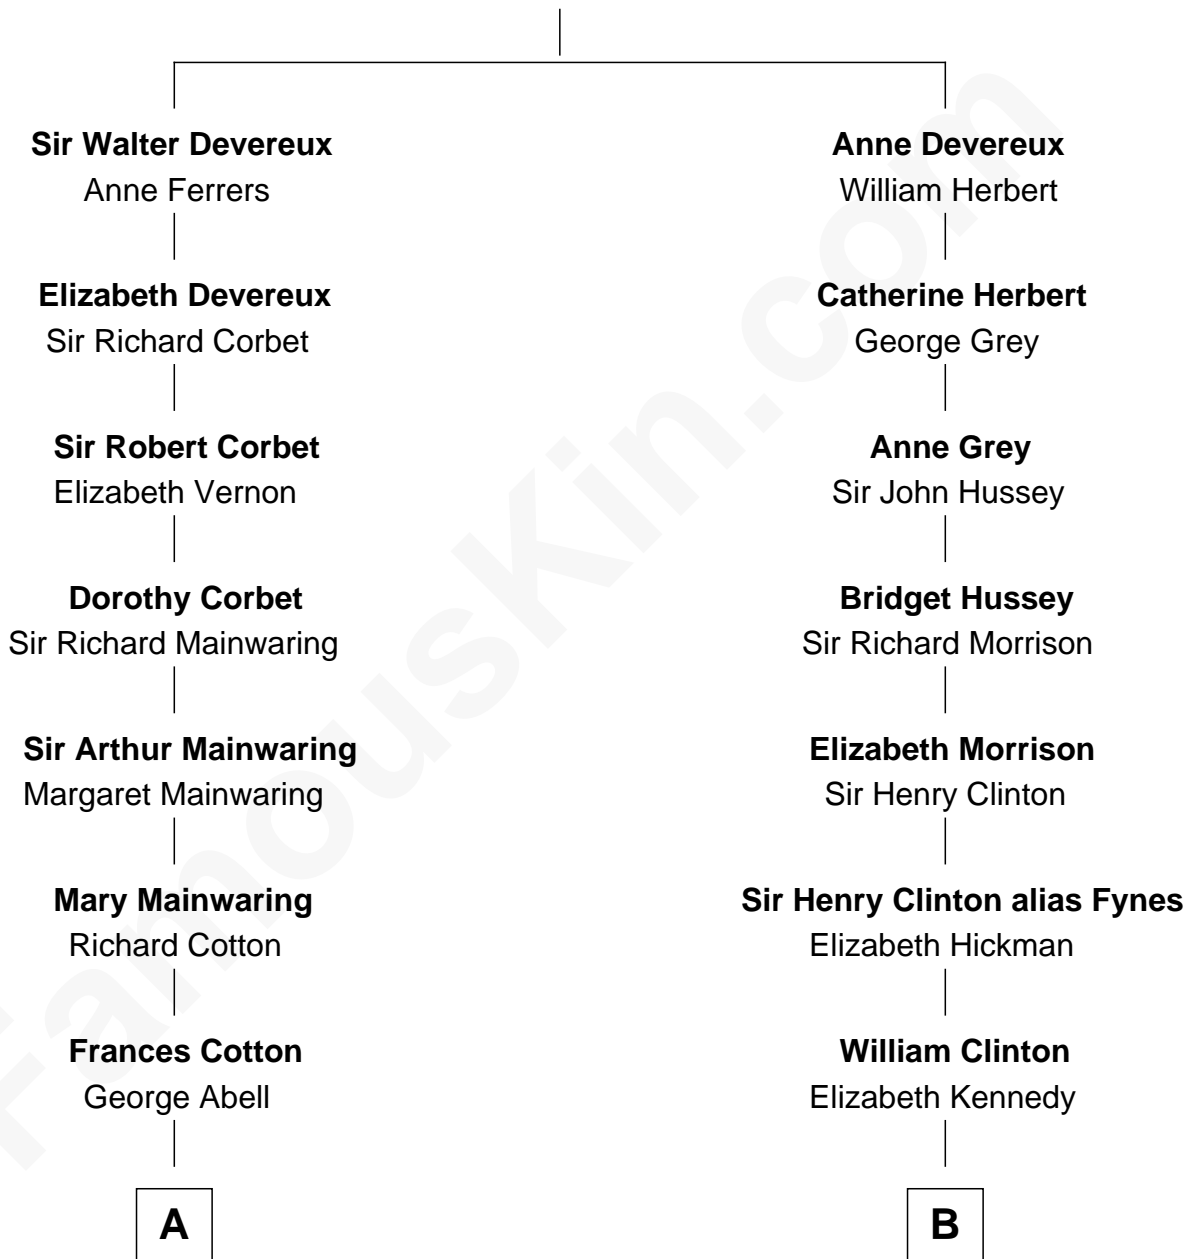 Sir Walter Devereux
Anne Ferrers
Elizabeth Devereux
Sir Richard Corbet
Sir Robert Corbet
Elizabeth Vernon
Dorothy Corbet
Sir Richard Mainwaring
Sir Arthur Mainwaring
Margaret Mainwaring
Mary Mainwaring
Richard Cotton
Frances Cotton
George Abell
A
Anne Devereux
William Herbert
Catherine Herbert
George Grey
Anne Grey
Sir John Hussey
Bridget Hussey
Sir Richard Morrison
Elizabeth Morrison
Sir Henry Clinton
Sir Henry Clinton alias Fynes
Elizabeth Hickman
William Clinton
Elizabeth Kennedy
B
FamousKin.com